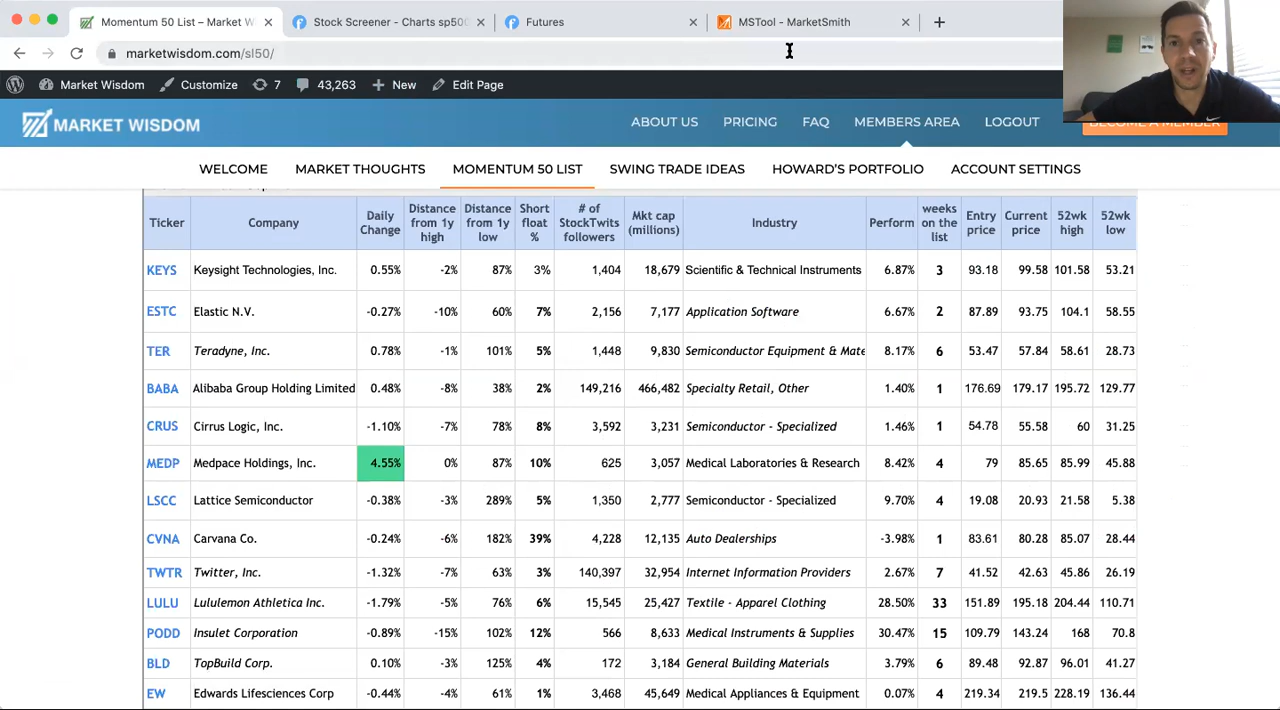 Momentum 50 List – Market W
Stock Screener - Charts sp500
Futures
MSTool - MarketSmith
marketwisdom.com/sl50/
Market Wisdom Customize 7 43,263 New Edit Page
MARKET WISDOM
ABOUT US PRICING FAQ MEMBERS AREA LOGOUT BECOME A MEMBER
WELCOME MARKET THOUGHTS MOMENTUM 50 LIST SWING TRADE IDEAS HOWARD'S PORTFOLIO ACCOUNT SETTINGS
Ticker Company Daily Change Distance from 1y high Distance from 1y low Short float % # of StockTwits followers Mkt cap (millions) Industry Perform weeks on the list Entry price Current price 52wk high 52wk low
KEYS Keysight Technologies, Inc. 0.55% -2% 87% 3% 1,404 18,679 Scientific & Technical Instruments 6.87% 3 93.18 99.58 101.58 53.21
ESTC Elastic N.V. -0.27% -10% 60% 7% 2,156 7,177 Application Software 6.67% 2 87.89 93.75 104.1 58.55
TER Teradyne, Inc. 0.78% -1% 101% 5% 1,448 9,830 Semiconductor Equipment & Mate 8.17% 6 53.47 57.84 58.61 28.73
BABA Alibaba Group Holding Limited 0.48% -8% 38% 2% 149,216 466,482 Specialty Retail, Other 1.40% 1 176.69 179.17 195.72 129.77
CRUS Cirrus Logic, Inc. -1.10% -7% 78% 8% 3,592 3,231 Semiconductor - Specialized 1.46% 1 54.78 55.58 60 31.25
MEDP Medpace Holdings, Inc. 4.55% 0% 87% 10% 625 3,057 Medical Laboratories & Research 8.42% 4 79 85.65 85.99 45.88
LSCC Lattice Semiconductor -0.38% -3% 289% 5% 1,350 2,777 Semiconductor - Specialized 9.70% 4 19.08 20.93 21.58 5.38
CVNA Carvana Co. -0.24% -6% 182% 39% 4,228 12,135 Auto Dealerships -3.98% 1 83.61 80.28 85.07 28.44
TWTR Twitter, Inc. -1.32% -7% 63% 3% 140,397 32,954 Internet Information Providers 2.67% 7 41.52 42.63 45.86 26.19
LULU Lululemon Athletica Inc. -1.79% -5% 76% 6% 15,545 25,427 Textile - Apparel Clothing 28.50% 33 151.89 195.18 204.44 110.71
PODD Insulet Corporation -0.89% -15% 102% 12% 566 8,633 Medical Instruments & Supplies 30.47% 15 109.79 143.24 168 70.8
BLD TopBuild Corp. 0.10% -3% 125% 4% 172 3,184 General Building Materials 3.79% 6 89.48 92.87 96.01 41.27
EW Edwards Lifesciences Corp -0.44% -4% 61% 1% 3,468 45,649 Medical Appliances & Equipment 0.07% 4 219.34 219.5 228.19 136.44